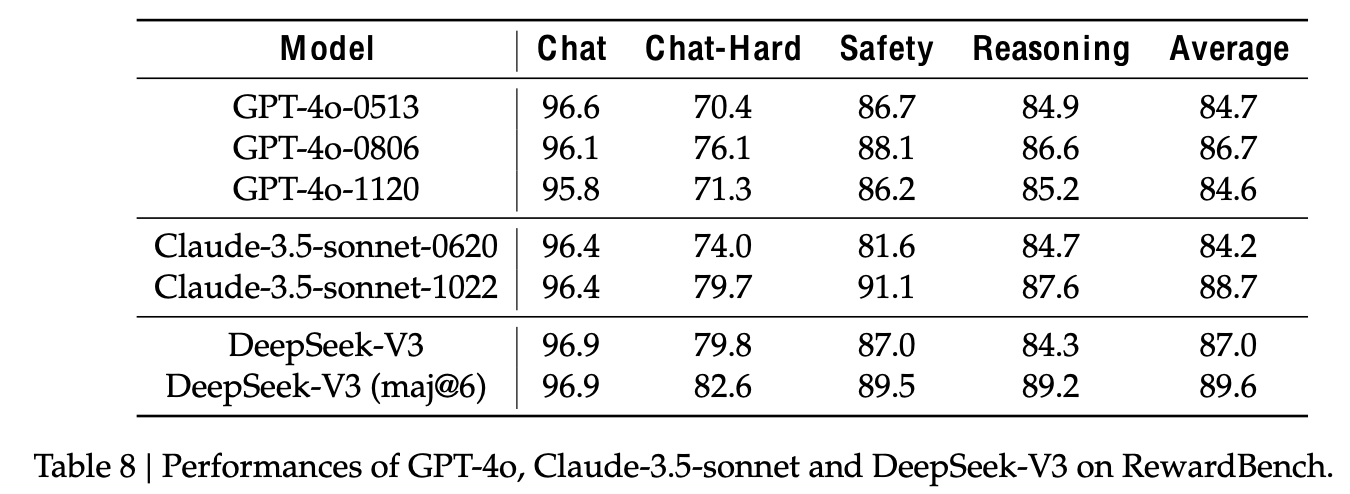 Model Chat Chat-Hard Safety Reasoning Average
GPT-4o-0513 96.6 70.4 86.7 84.9 84.7
GPT-4o-0806 96.1 76.1 88.1 86.6 86.7
GPT-4o-1120 95.8 71.3 86.2 85.2 84.6
Claude-3.5-sonnet-0620 96.4 74.0 81.6 84.7 84.2
Claude-3.5-sonnet-1022 96.4 79.7 91.1 87.6 88.7
DeepSeek-V3 96.9 79.8 87.0 84.3 87.0
DeepSeek-V3 (maj@6) 96.9 82.6 89.5 89.2 89.6
Table 8 | Performances of GPT-4o, Claude-3.5-sonnet and DeepSeek-V3 on RewardBench.